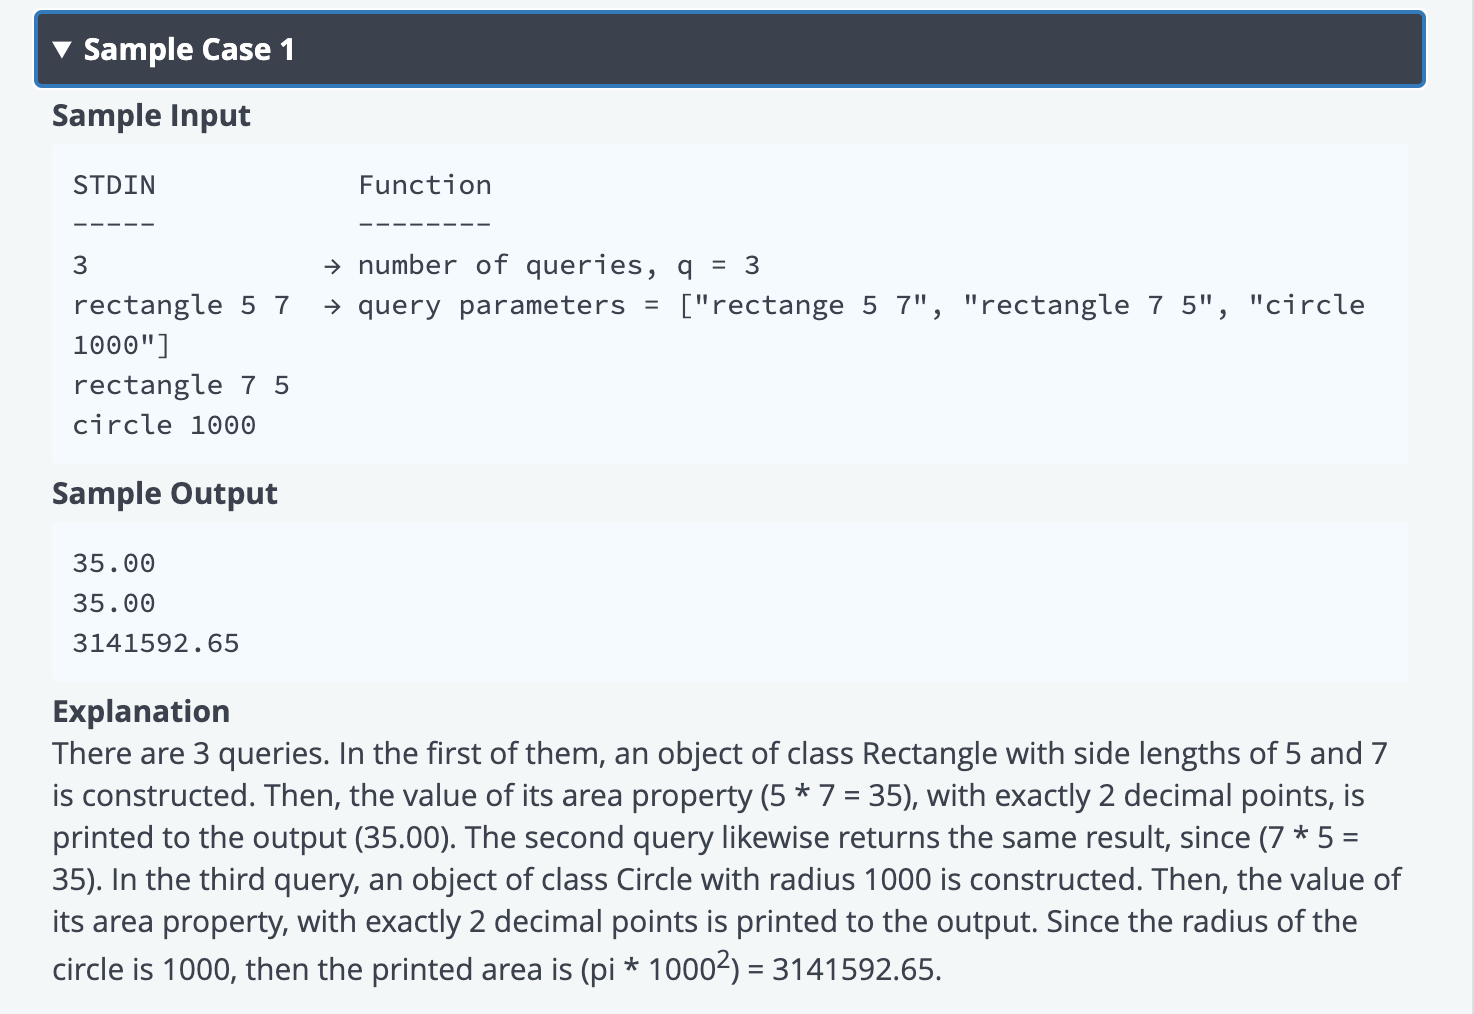 ▼ Sample Case 1
Sample Input
STDIN            Function
-----            --------
3              → number of queries, q = 3
rectangle 5 7  → query parameters = ["rectange 5 7", "rectangle 7 5", "circle
1000"]
rectangle 7 5
circle 1000
Sample Output
35.00
35.00
3141592.65
Explanation
There are 3 queries. In the first of them, an object of class Rectangle with side lengths of 5 and 7
is constructed. Then, the value of its area property (5 * 7 = 35), with exactly 2 decimal points, is
printed to the output (35.00). The second query likewise returns the same result, since (7 * 5 =
35). In the third query, an object of class Circle with radius 1000 is constructed. Then, the value of
its area property, with exactly 2 decimal points is printed to the output. Since the radius of the
circle is 1000, then the printed area is (pi * 1000²) = 3141592.65.